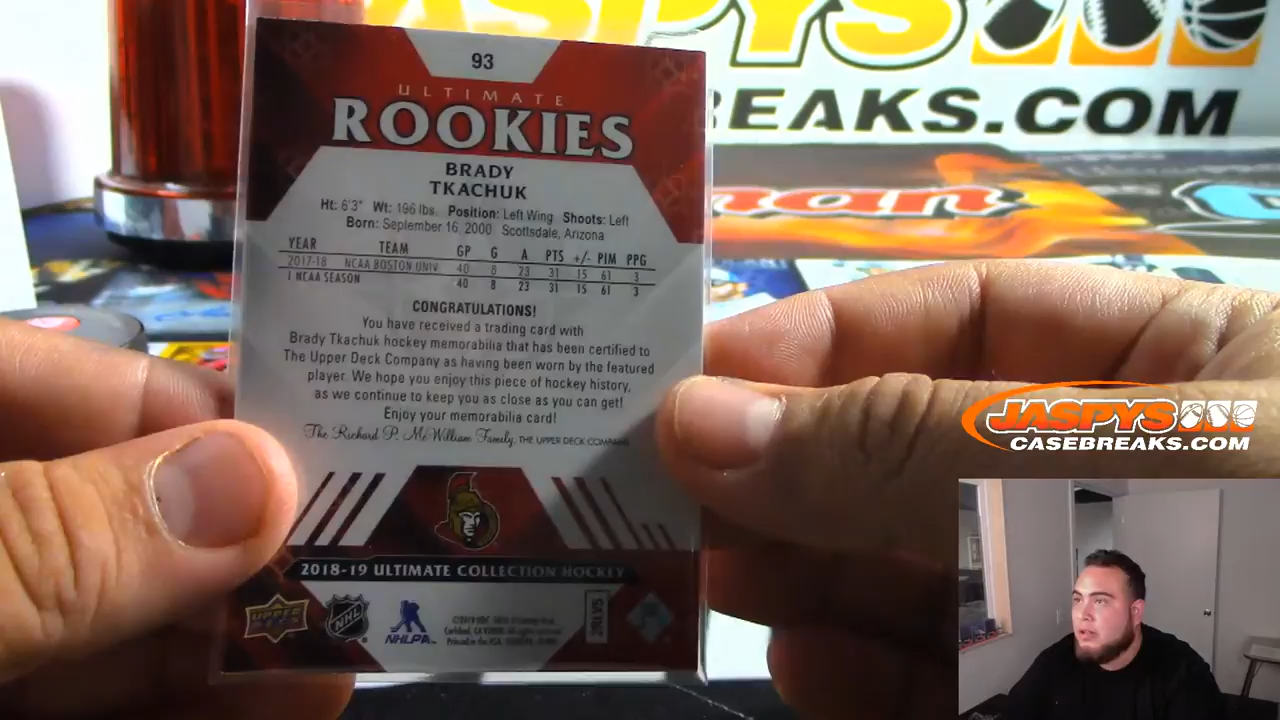 JASPYS
BREAKS.COM
man
93
ULTIMATE
ROOKIES
BRADY
TKACHUK
Ht: 6'3" Wt: 196 lbs. Position: Left Wing Shoots: Left
Born: September 16, 2000 Scottsdale, Arizona
YEAR TEAM GP G A PTS +/- PIM PPG
2017-18 NCAA BOSTON UNIV. 40 8 23 31 15 61 3
1 NCAA SEASON 40 8 23 31 15 61 3
CONGRATULATIONS!
You have received a trading card with
Brady Tkachuk hockey memorabilia that has been certified to
The Upper Deck Company as having been worn by the featured
player. We hope you enjoy this piece of hockey history,
as we continue to keep you as close as you can get!
Enjoy your memorabilia card!
The Richard P. McWilliam Family, THE UPPER DECK COMPANY
2018-19 ULTIMATE COLLECTION HOCKEY
UPPER DECK
NHL
NHLPA
JASPYS
CASEBREAKS.COM